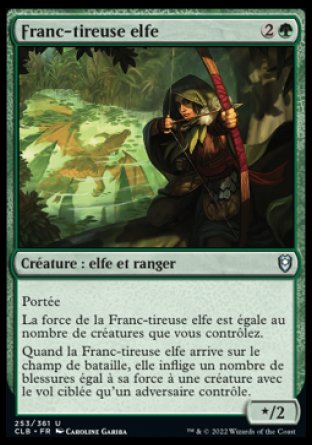 Franc-tireuse elfe 2
Créature : elfe et ranger
Portée
La force de la Franc-tireuse elfe est égale au
nombre de créatures que vous contrôlez.
Quand la Franc-tireuse elfe arrive sur le
champ de bataille, elle inflige un nombre de
blessures égal à sa force à une créature avec
le vol ciblée qu'un adversaire contrôle.
*/2
253/361 U
CLB • FR CAROLINE GARIBA
™ & © 2022 Wizards of the Coast